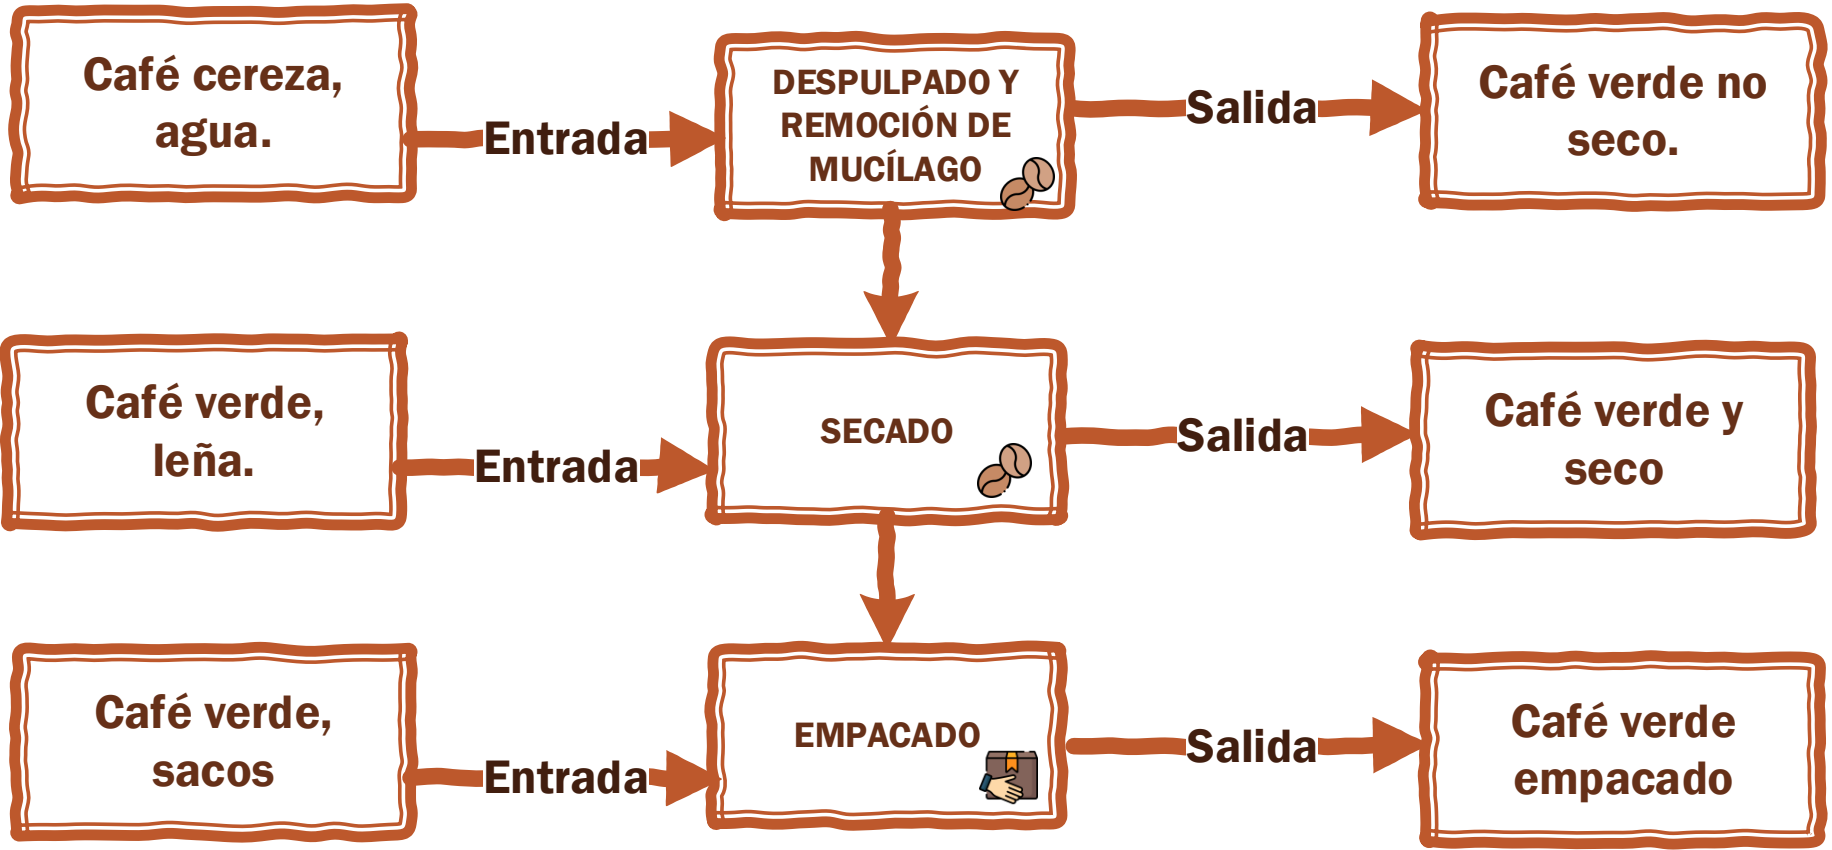 Café cereza,
agua.
Entrada
DESPULPADO Y
REMOCIÓN DE
MUCÍLAGO
Salida
Café verde no
seco.
Café verde,
leña.
Entrada
SECADO
Salida
Café verde y
seco
Café verde,
sacos
Entrada
EMPACADO
Salida
Café verde
empacado